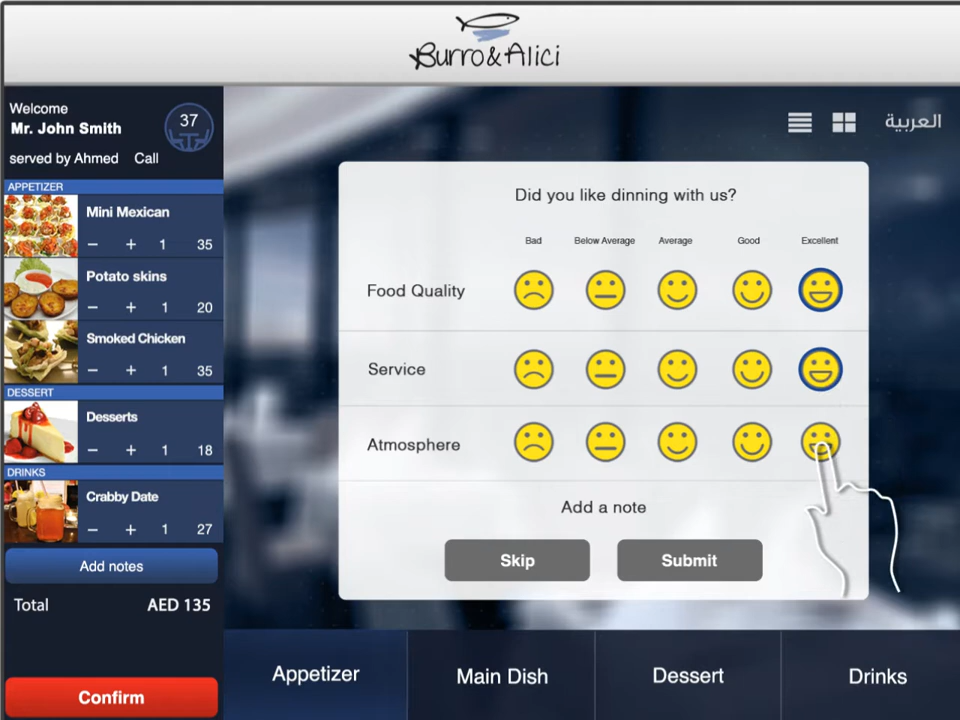 Burro&Alici
Welcome
Mr. John Smith
37
served by Ahmed Call
العربية
APPETIZER
Mini Mexican
− + 1 35
Potato skins
− + 1 20
Smoked Chicken
− + 1 35
DESSERT
Desserts
− + 1 18
DRINKS
Crabby Date
− + 1 27
Add notes
Total AED 135
Confirm
Did you like dinning with us?
Bad Below Average Average Good Excellent
Food Quality
Service
Atmosphere
Add a note
Skip Submit
Appetizer Main Dish Dessert Drinks